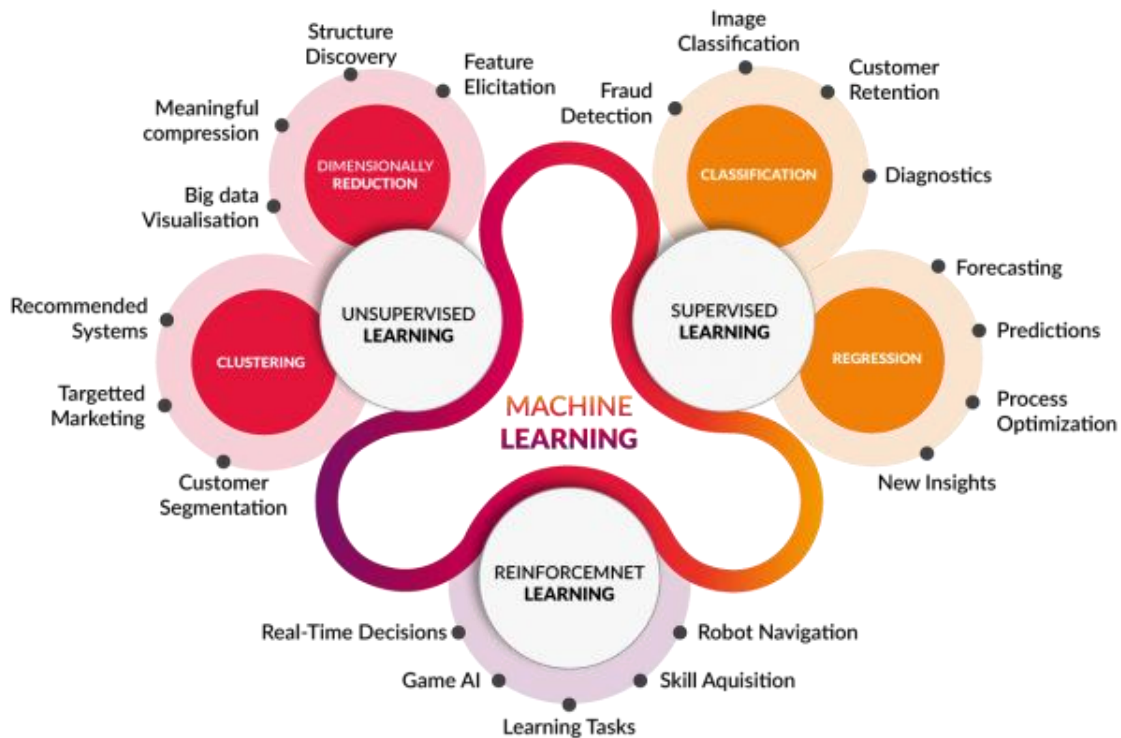 Structure
Discovery
Feature
Elicitation
Meaningful
compression
Big data
Visualisation
DIMENSIONALLY
REDUCTION
Recommended
Systems
Targetted
Marketing
Customer
Segmentation
CLUSTERING
UNSUPERVISED
LEARNING
Image
Classification
Customer
Retention
Fraud
Detection
Diagnostics
CLASSIFICATION
Forecasting
Predictions
Process
Optimization
New Insights
REGRESSION
SUPERVISED
LEARNING
MACHINE
LEARNING
REINFORCEMNET
LEARNING
Real-Time Decisions
Game AI
Learning Tasks
Skill Aquisition
Robot Navigation